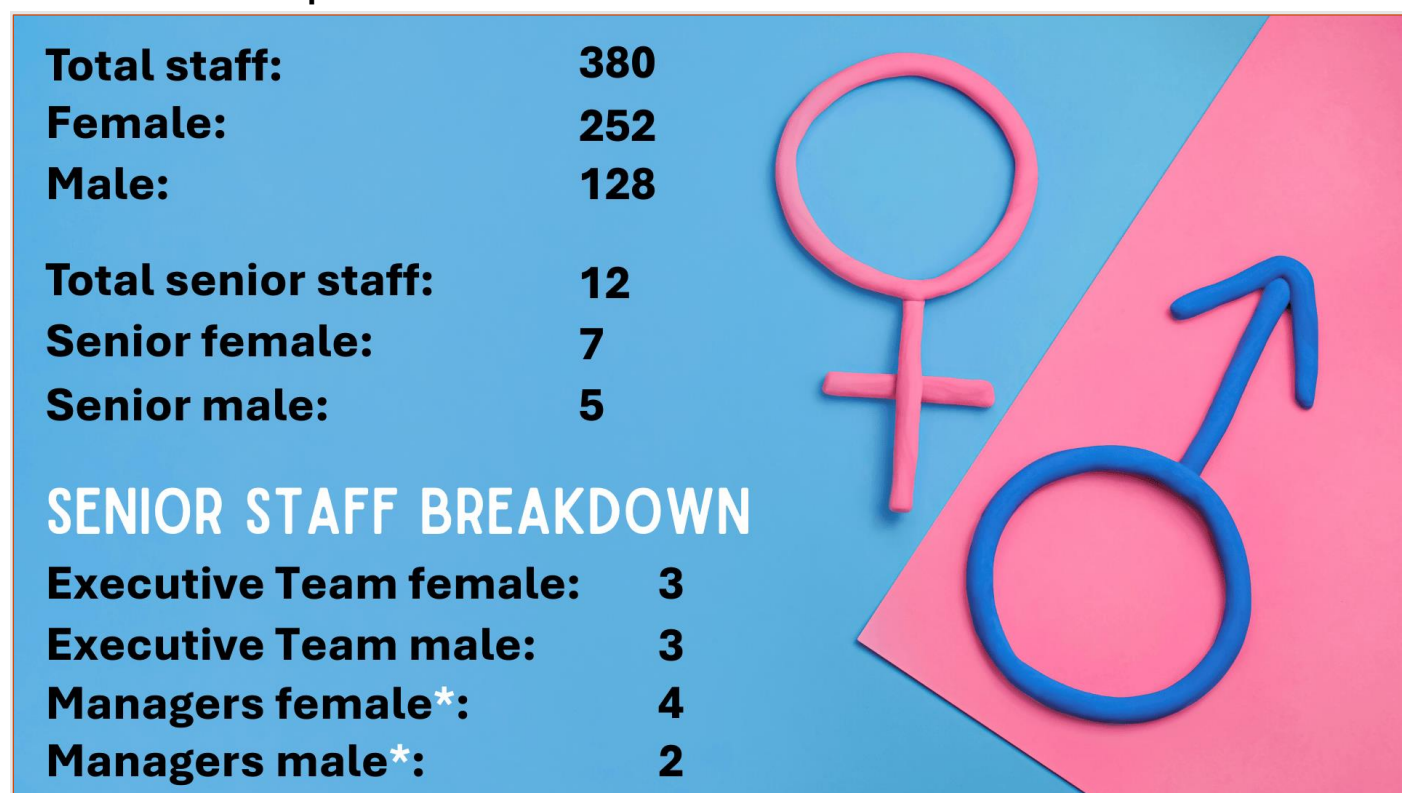 Total staff: 380
Female: 252
Male: 128
Total senior staff: 12
Senior female: 7
Senior male: 5
SENIOR STAFF BREAKDOWN
Executive Team female: 3
Executive Team male: 3
Managers female*: 4
Managers male*: 2